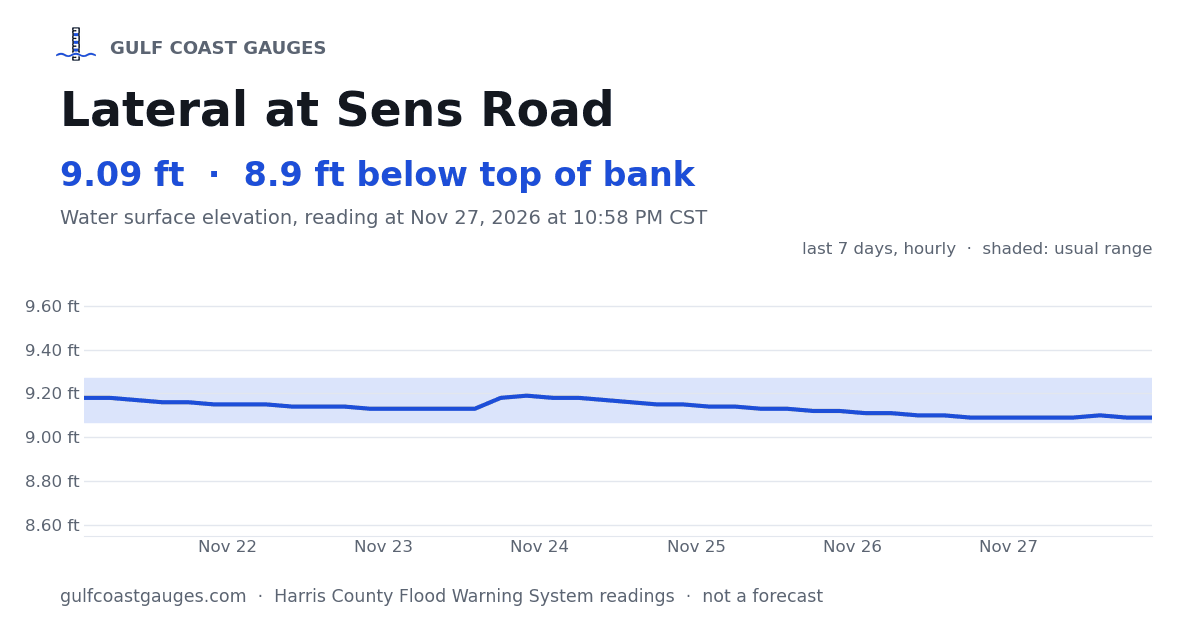 GULF COAST GAUGES
Lateral at Sens Road
9.09 ft · 8.9 ft below top of bank
Water surface elevation, reading at Nov 27, 2026 at 10:58 PM CST
last 7 days, hourly · shaded: usual range
9.60 ft
9.40 ft
9.20 ft
9.00 ft
8.80 ft
8.60 ft
Nov 22 Nov 23 Nov 24 Nov 25 Nov 26 Nov 27
gulfcoastgauges.com · Harris County Flood Warning System readings · not a forecast